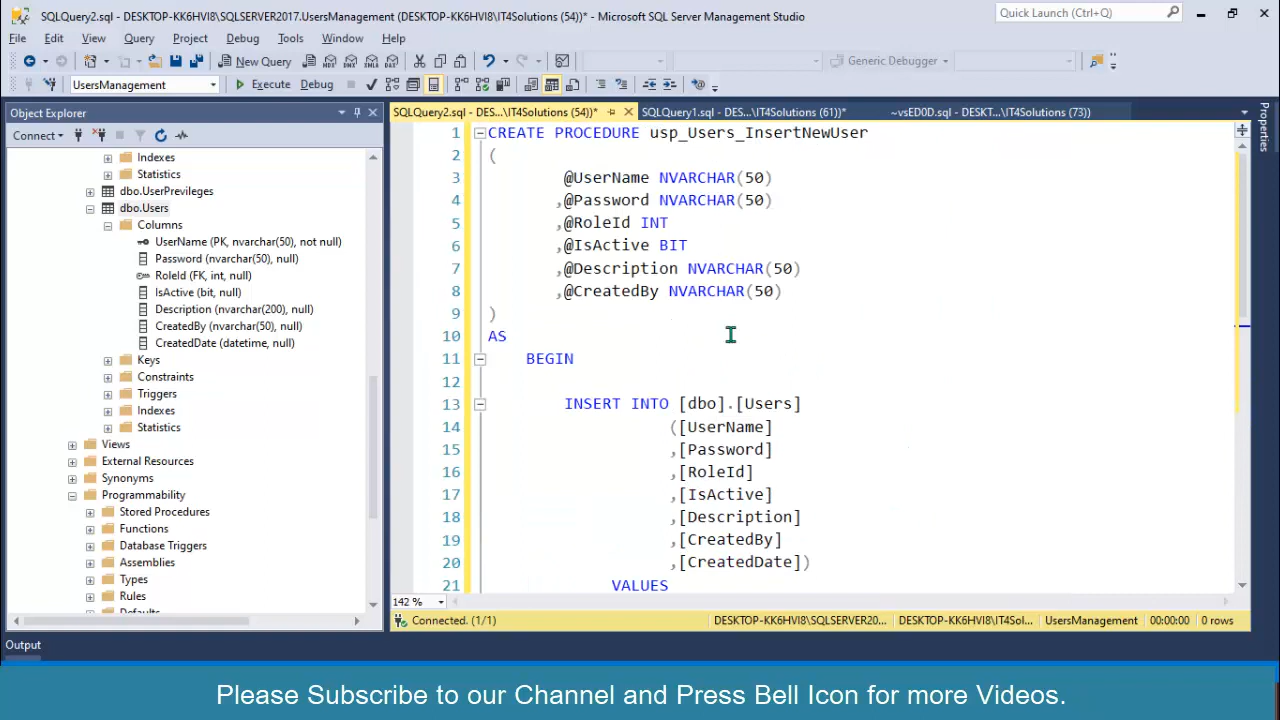 SQLQuery2.sql - DESKTOP-KK6HVI8\SQLSERVER2017.UsersManagement (DESKTOP-KK6HVI8\IT4Solutions (54))* - Microsoft SQL Server Management Studio
Quick Launch (Ctrl+Q)
File Edit View Query Project Debug Tools Window Help
New Query
Generic Debugger
UsersManagement Execute Debug
Object Explorer
SQLQuery2.sql - DES...\IT4Solutions (54))* SQLQuery1.sql - DES...\IT4Solutions (61))* ~vsED0D.sql - DESKT...\IT4Solutions (73))
Properties
Connect
Indexes
Statistics
dbo.UserPrevileges
dbo.Users
Columns
UserName (PK, nvarchar(50), not null)
Password (nvarchar(50), null)
RoleId (FK, int, null)
IsActive (bit, null)
Description (nvarchar(200), null)
CreatedBy (nvarchar(50), null)
CreatedDate (datetime, null)
Keys
Constraints
Triggers
Indexes
Statistics
Views
External Resources
Synonyms
Programmability
Stored Procedures
Functions
Database Triggers
Assemblies
Types
Rules
Defaults
1 CREATE PROCEDURE usp_Users_InsertNewUser
2 (
3 @UserName NVARCHAR(50)
4 ,@Password NVARCHAR(50)
5 ,@RoleId INT
6 ,@IsActive BIT
7 ,@Description NVARCHAR(50)
8 ,@CreatedBy NVARCHAR(50)
9 )
10 AS
11 BEGIN
12
13 INSERT INTO [dbo].[Users]
14 ([UserName]
15 ,[Password]
16 ,[RoleId]
17 ,[IsActive]
18 ,[Description]
19 ,[CreatedBy]
20 ,[CreatedDate])
21 VALUES
142 %
Connected. (1/1) DESKTOP-KK6HVI8\SQLSERVER20... DESKTOP-KK6HVI8\IT4Sol... UsersManagement 00:00:00 0 rows
Output
Please Subscribe to our Channel and Press Bell Icon for more Videos.